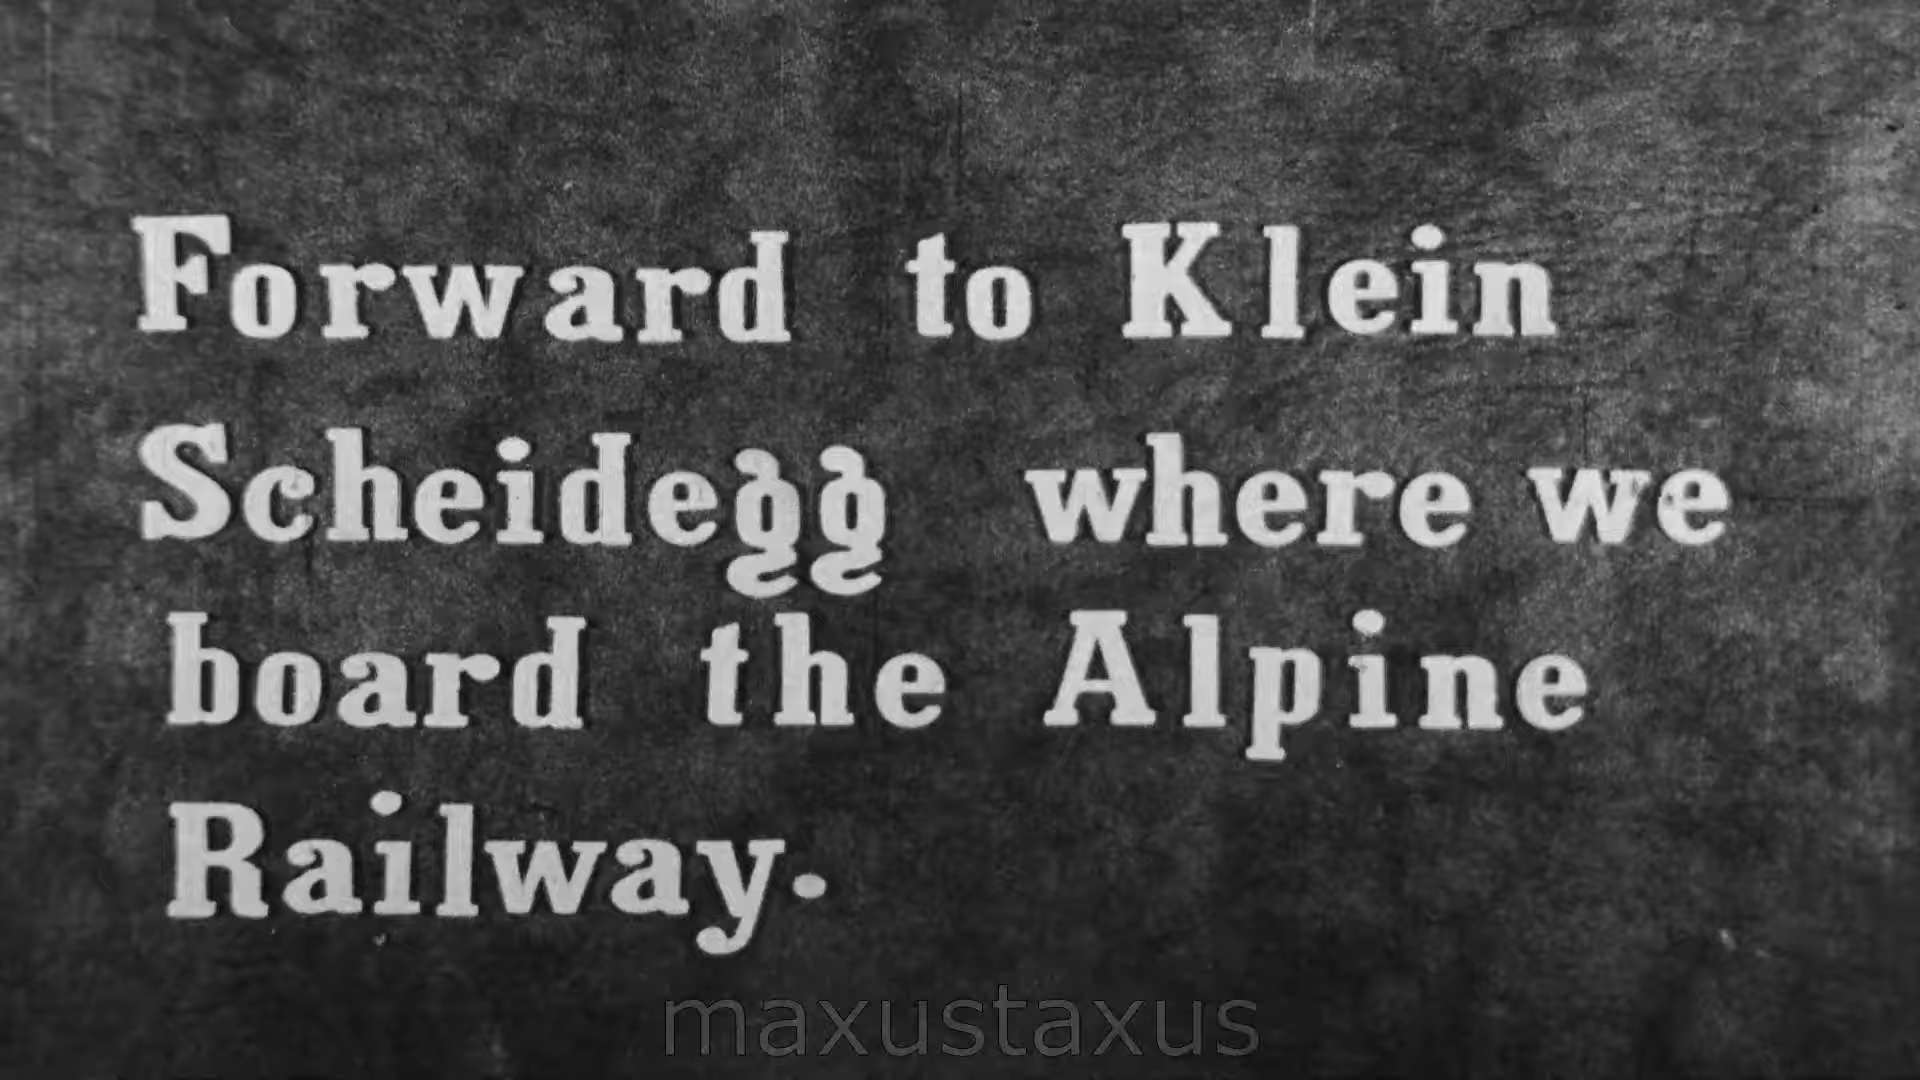 Forward to Klein
Scheidegg where we
board the Alpine
Railway.
maxustaxus